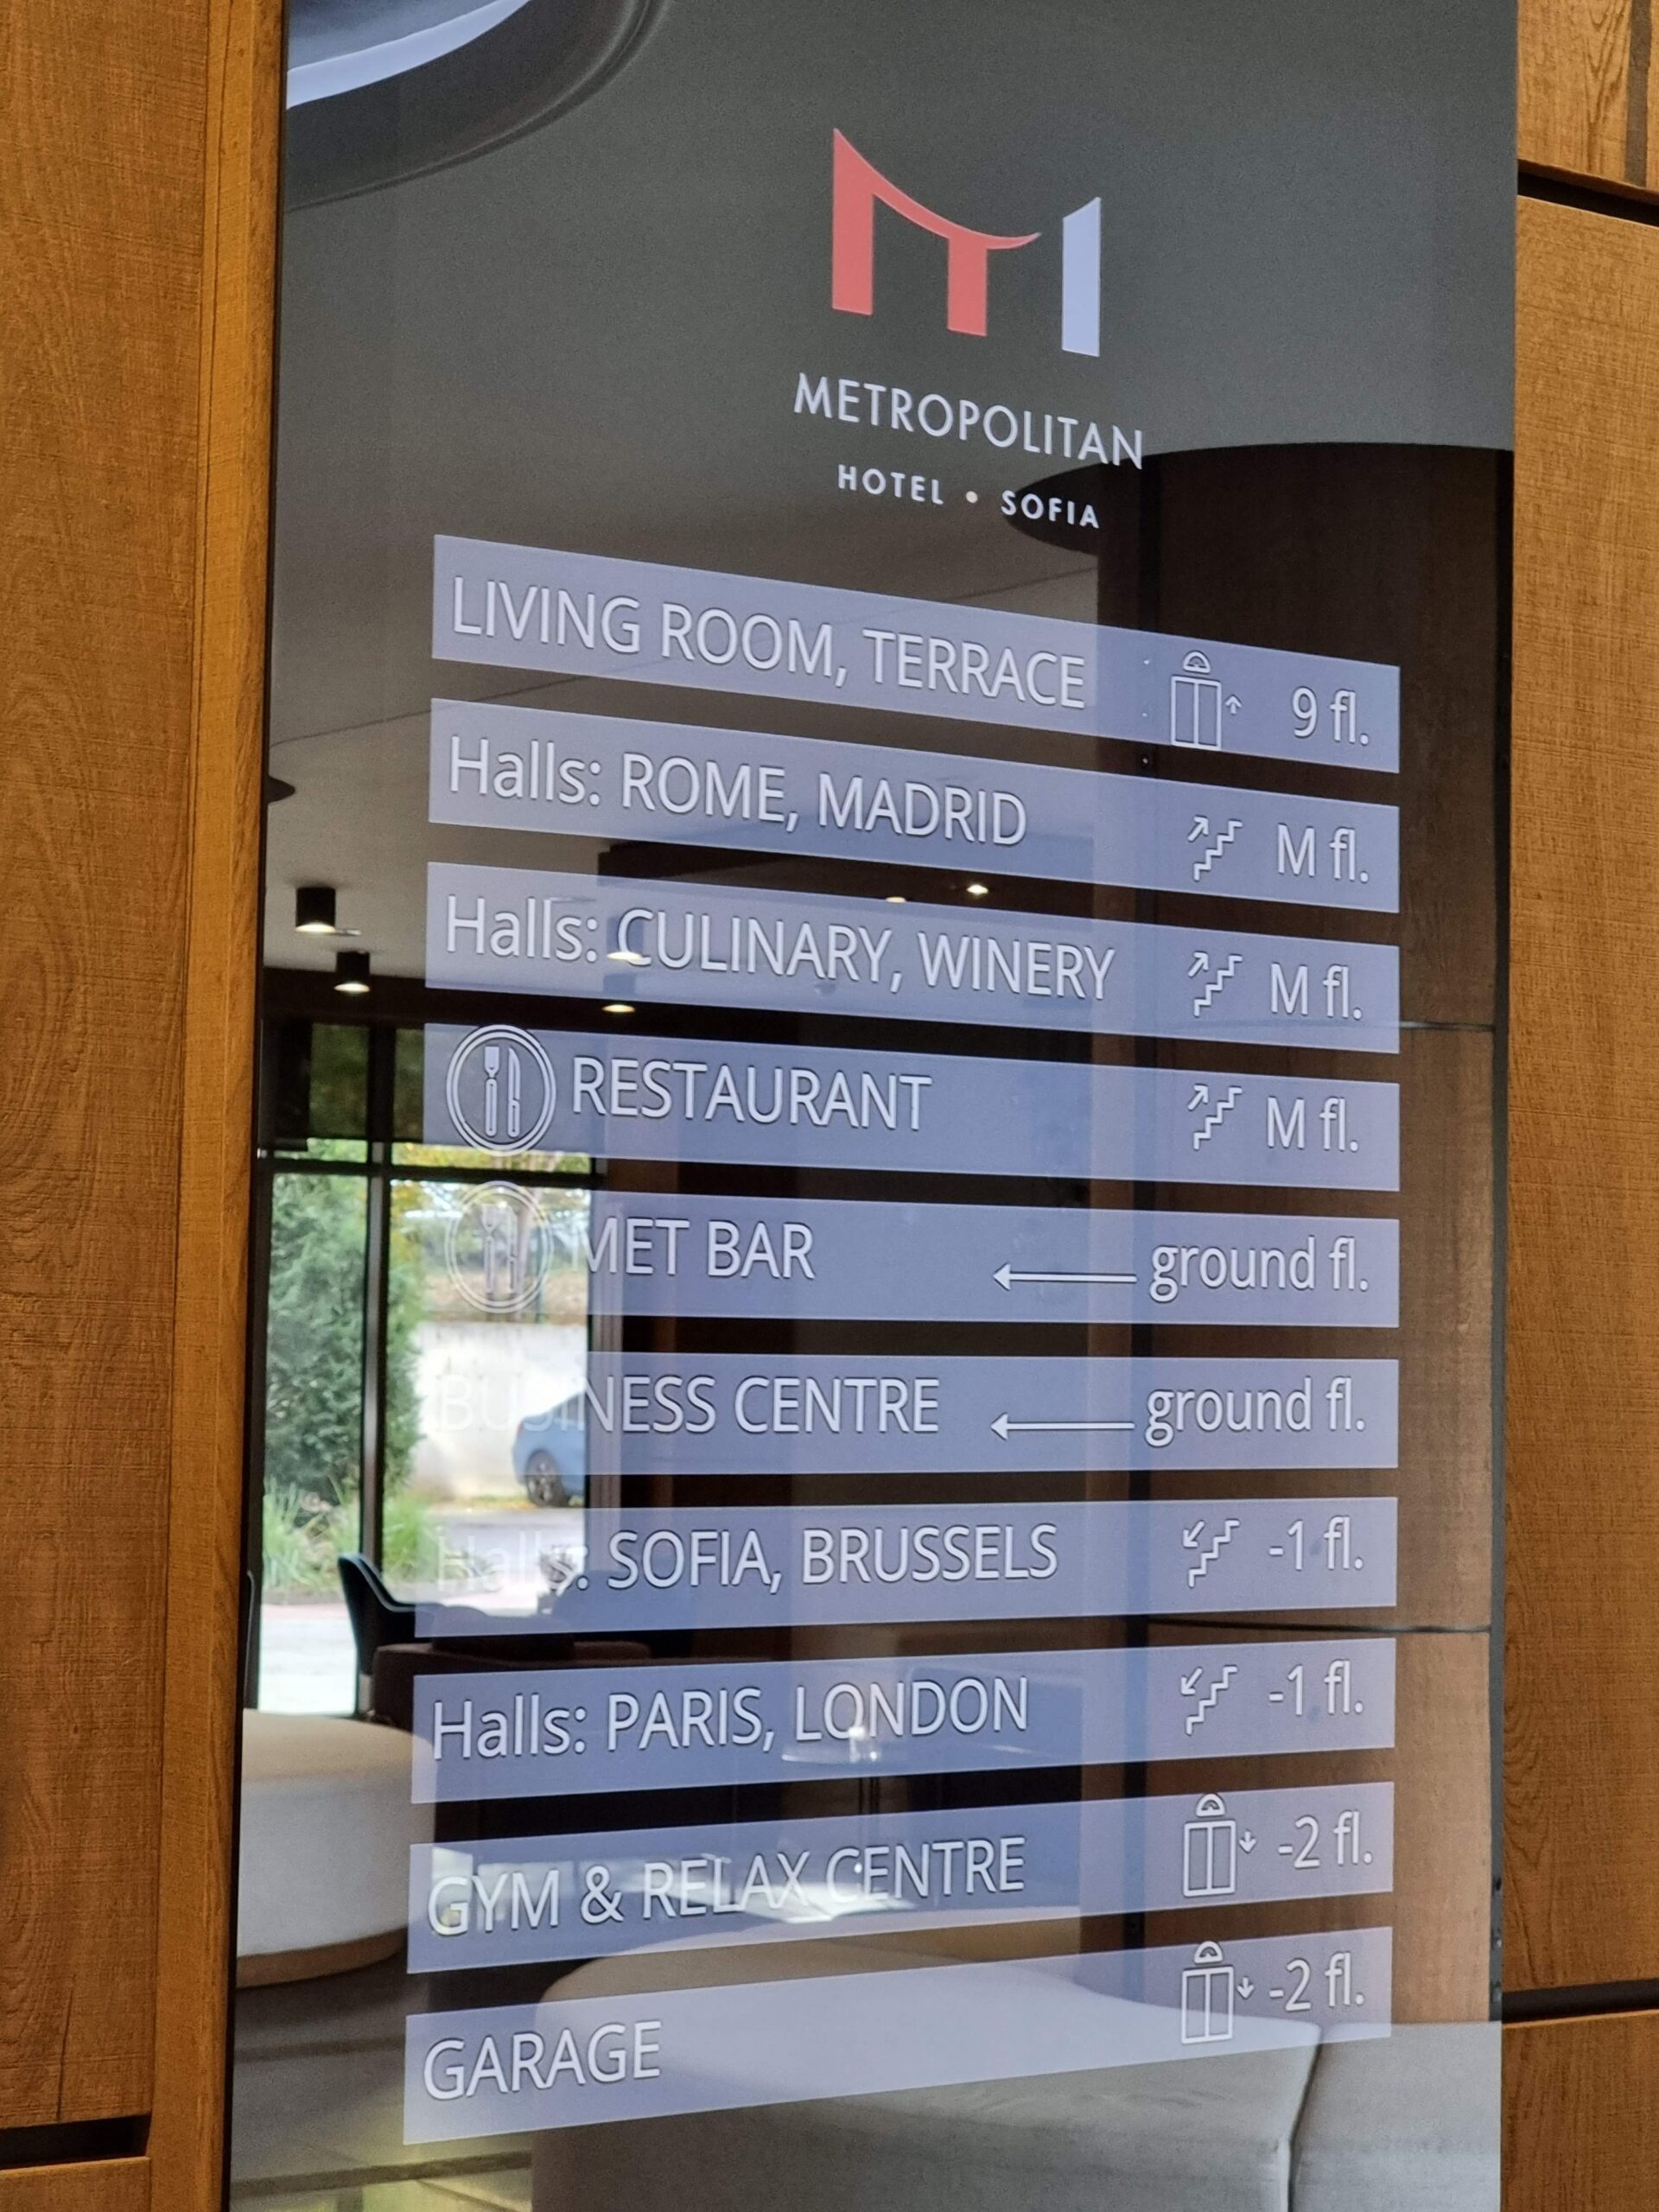 METROPOLITAN
HOTEL • SOFIA
LIVING ROOM, TERRACE 9 fl.
Halls: ROME, MADRID M fl.
Halls: CULINARY, WINERY M fl.
RESTAURANT M fl.
MET BAR ground fl.
BUSINESS CENTRE ground fl.
Halls: SOFIA, BRUSSELS -1 fl.
Halls: PARIS, LONDON -1 fl.
GYM & RELAX CENTRE -2 fl.
GARAGE -2 fl.